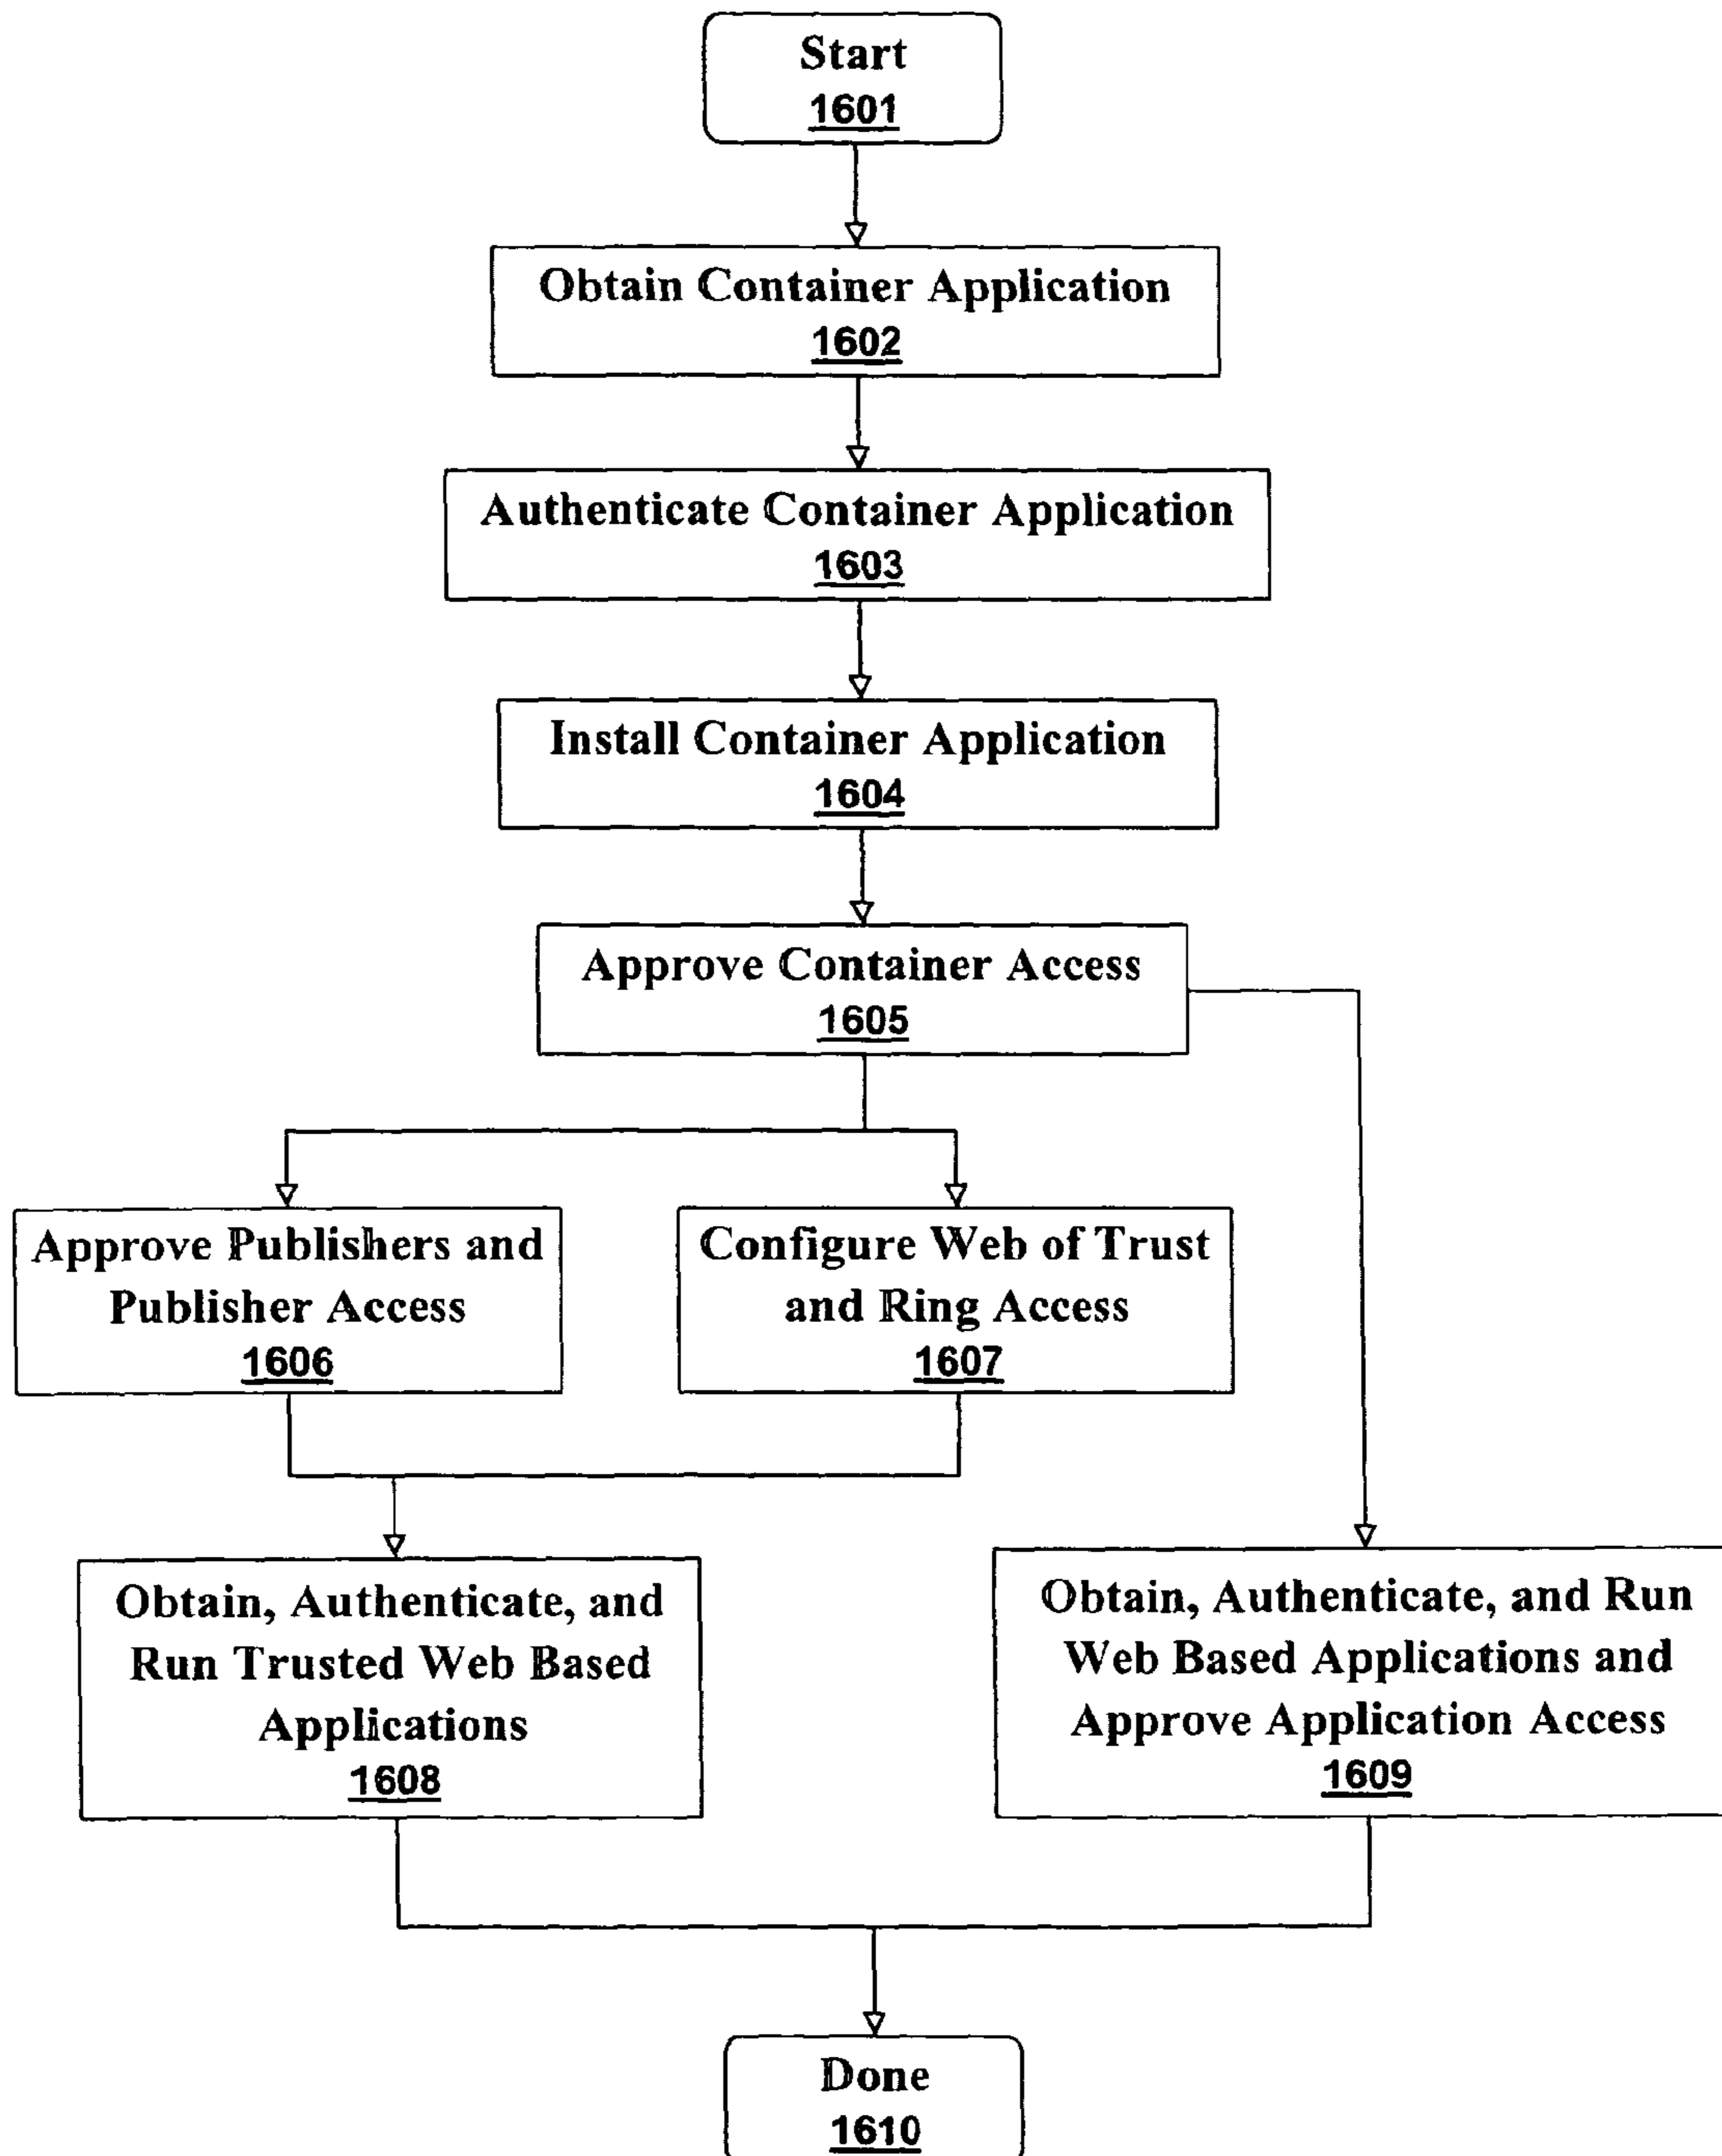 Start
1601
Obtain Container Application
1602
Authenticate Container Application
1603
Install Container Application
1604
Approve Container Access
1605
Approve Publishers and
Publisher Access
1606
Configure Web of Trust
and Ring Access
1607
Obtain, Authenticate, and
Run Trusted Web Based
Applications
1608
Obtain, Authenticate, and Run
Web Based Applications and
Approve Application Access
1609
Done
1610